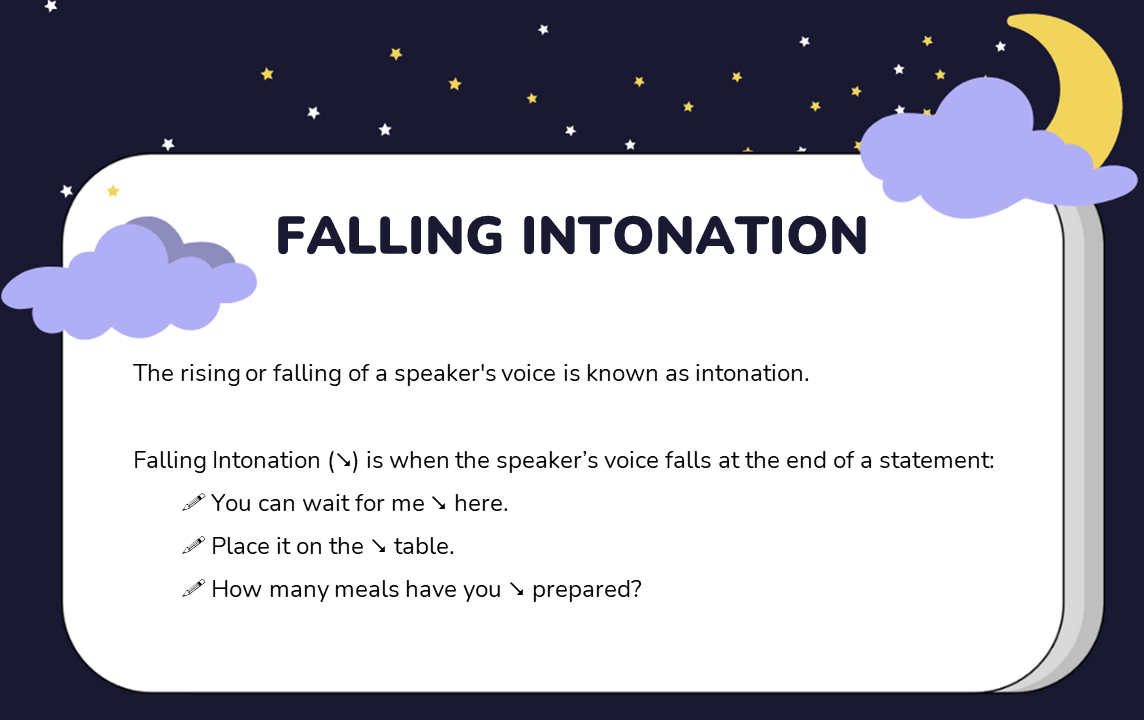 FALLING INTONATION
The rising or falling of a speaker's voice is known as intonation.
Falling Intonation (↘) is when the speaker’s voice falls at the end of a statement:
🖉 You can wait for me ↘ here.
🖉 Place it on the ↘ table.
🖉 How many meals have you ↘ prepared?